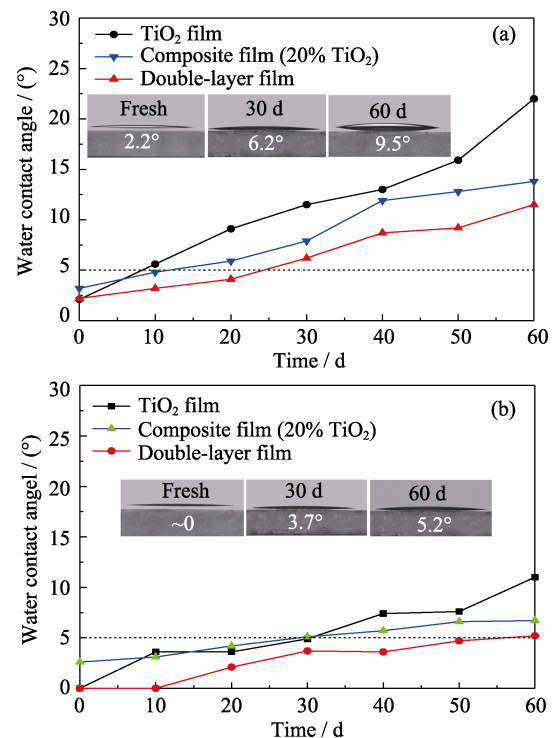 30
(a)
TiO₂ film
25
Composite film (20% TiO₂)
Double-layer film
20
Fresh 30 d 60 d
2.2° 6.2° 9.5°
15
10
5
0
Water contact angle / (°)
0 10 20 30 40 50 60
Time / d
30
(b)
TiO₂ film
25
Composite film (20% TiO₂)
Double-layer film
20
Fresh 30 d 60 d
~0 3.7° 5.2°
15
10
5
0
Water contact angel / (°)
0 10 20 30 40 50 60
Time / d